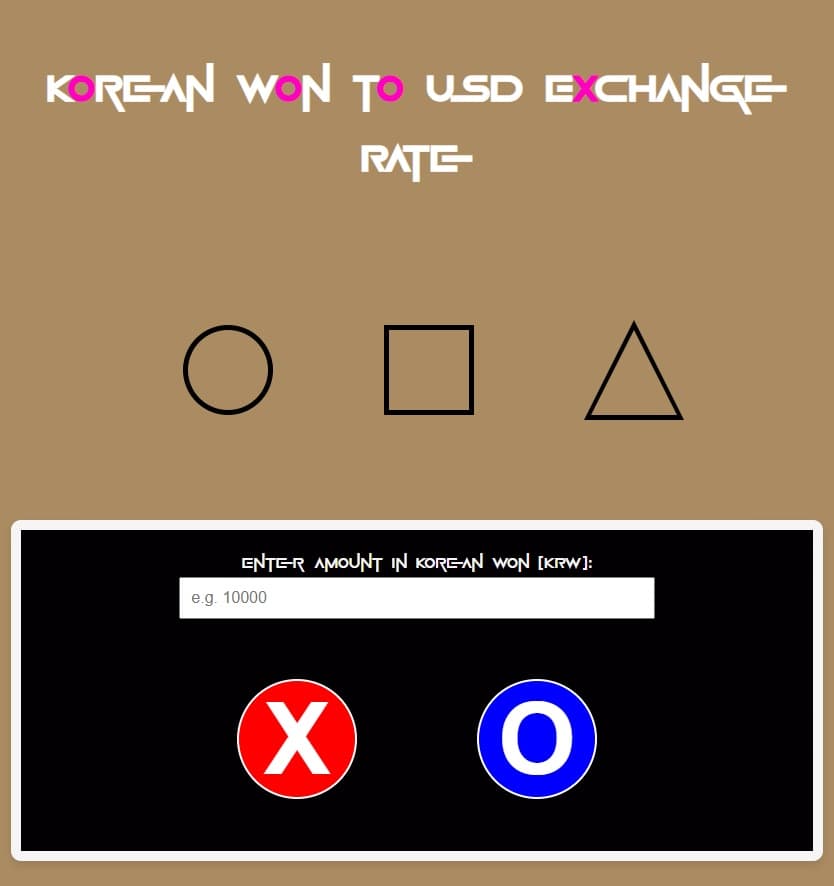 KOREAN WON TO USD EXCHANGE
RATE
ENTER AMOUNT IN KOREAN WON [KRW]:
e.g. 10000
X O